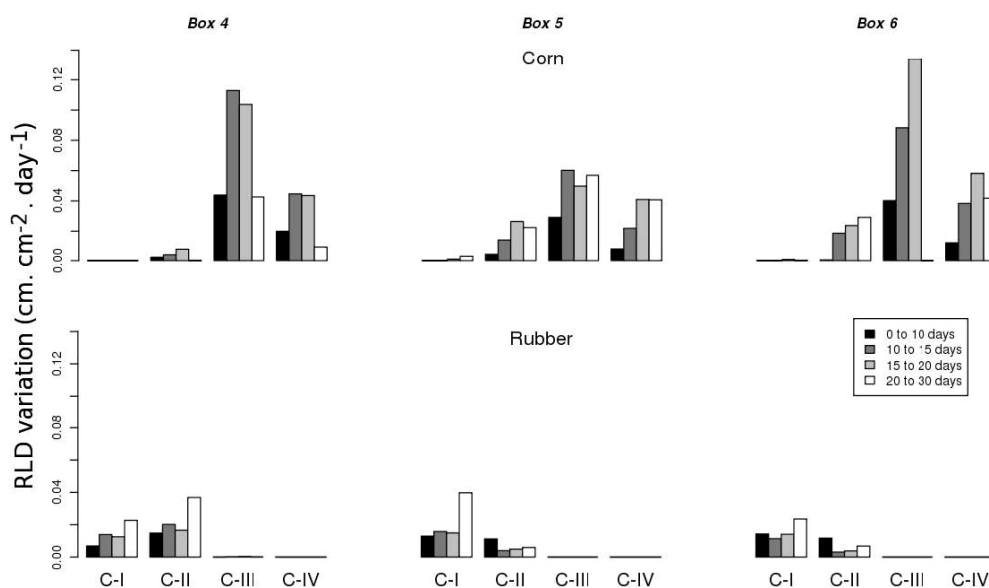 Box 4 Box 5 Box 6
Corn
RLD variation (cm. cm-2 . day-1)
0.12
0.08
0.04
0.00
Rubber
0 to 10 days
10 to 15 days
15 to 20 days
20 to 30 days
0.12
0.08
0.04
0.00
C-I C-II C-III C-IV C-I C-II C-III C-IV C-I C-II C-III C-IV